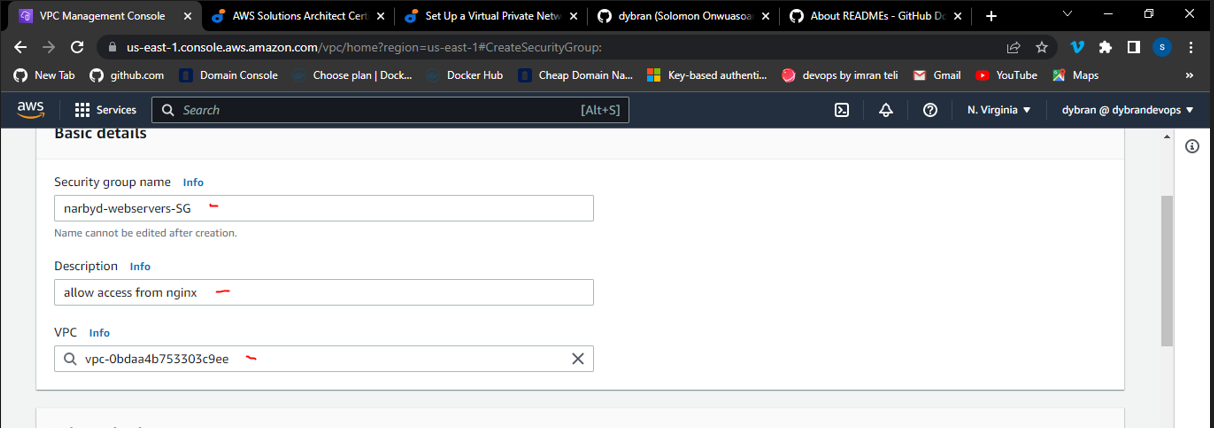 VPC Management Console
AWS Solutions Architect Cert
Set Up a Virtual Private Netw
dybran (Solomon Onwuasoan
About READMEs - GitHub Do
us-east-1.console.aws.amazon.com/vpc/home?region=us-east-1#CreateSecurityGroup:
S
New Tab
github.com
Domain Console
Choose plan | Dock...
Docker Hub
Cheap Domain Na...
Key-based authenti...
devops by imran teli
Gmail
YouTube
Maps
»
aws
Services
Search
[Alt+S]
N. Virginia
dybran @ dybrandevops
Basic details
Security group name Info
narbyd-webservers-SG
Name cannot be edited after creation.
Description Info
allow access from nginx
VPC Info
vpc-0bdaa4b753303c9ee